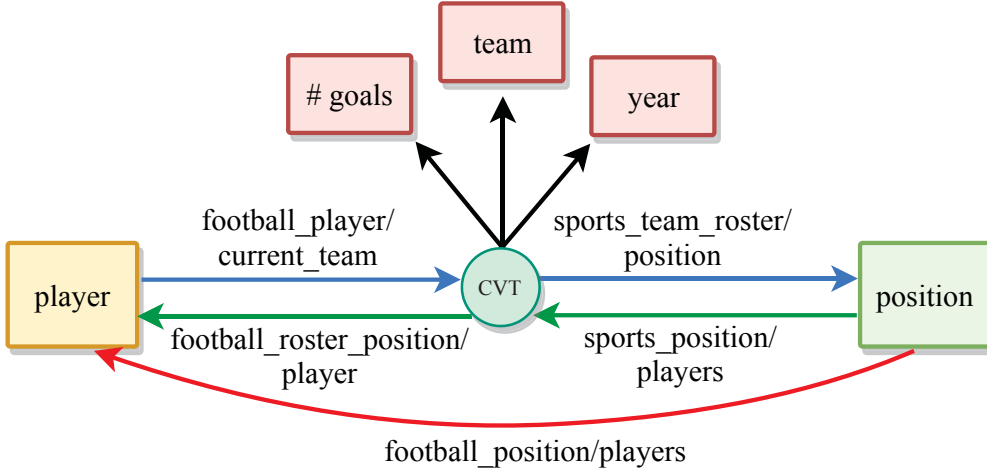 team
# goals
year
football_player/
current_team
sports_team_roster/
position
player
CVT
position
football_roster_position/
player
sports_position/
players
football_position/players